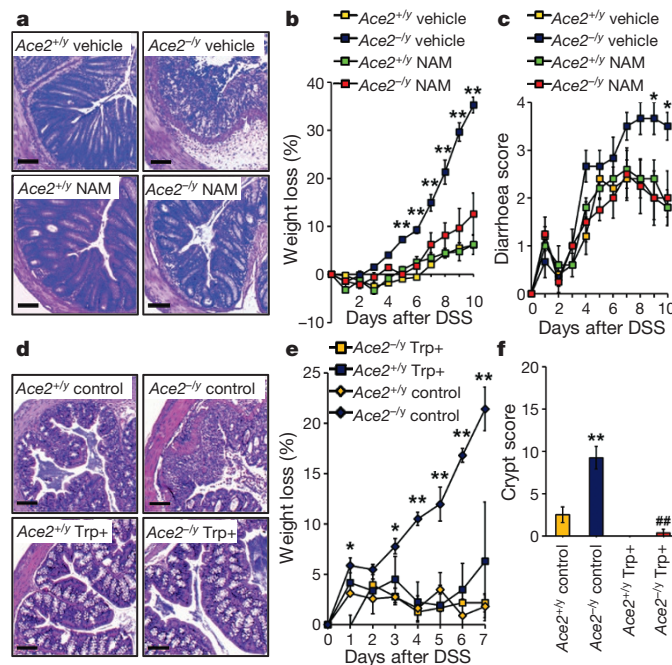 a
Ace2+/y vehicle
Ace2–/y vehicle
Ace2+/y NAM
Ace2–/y NAM
b
Ace2+/y vehicle
Ace2–/y vehicle
Ace2+/y NAM
Ace2–/y NAM
Weight loss (%)
40
30
20
10
0
–10
**
**
**
**
**
**
2
4
6
8
10
Days after DSS
c
Ace2+/y vehicle
Ace2–/y vehicle
Ace2+/y NAM
Ace2–/y NAM
Diarrhoea score
4
2
0
*
*
0
2
4
6
8
10
Days after DSS
d
Ace2+/y control
Ace2–/y control
Ace2+/y Trp+
Ace2–/y Trp+
e
Ace2–/y Trp+
Ace2+/y Trp+
Ace2+/y control
Ace2–/y control
Weight loss (%)
25
20
15
10
5
0
*
*
**
**
**
**
0
1
2
3
4
5
6
7
Days after DSS
f
Crypt score
20
15
10
5
0
**
##
Ace2+/y control
Ace2–/y control
Ace2+/y Trp+
Ace2–/y Trp+